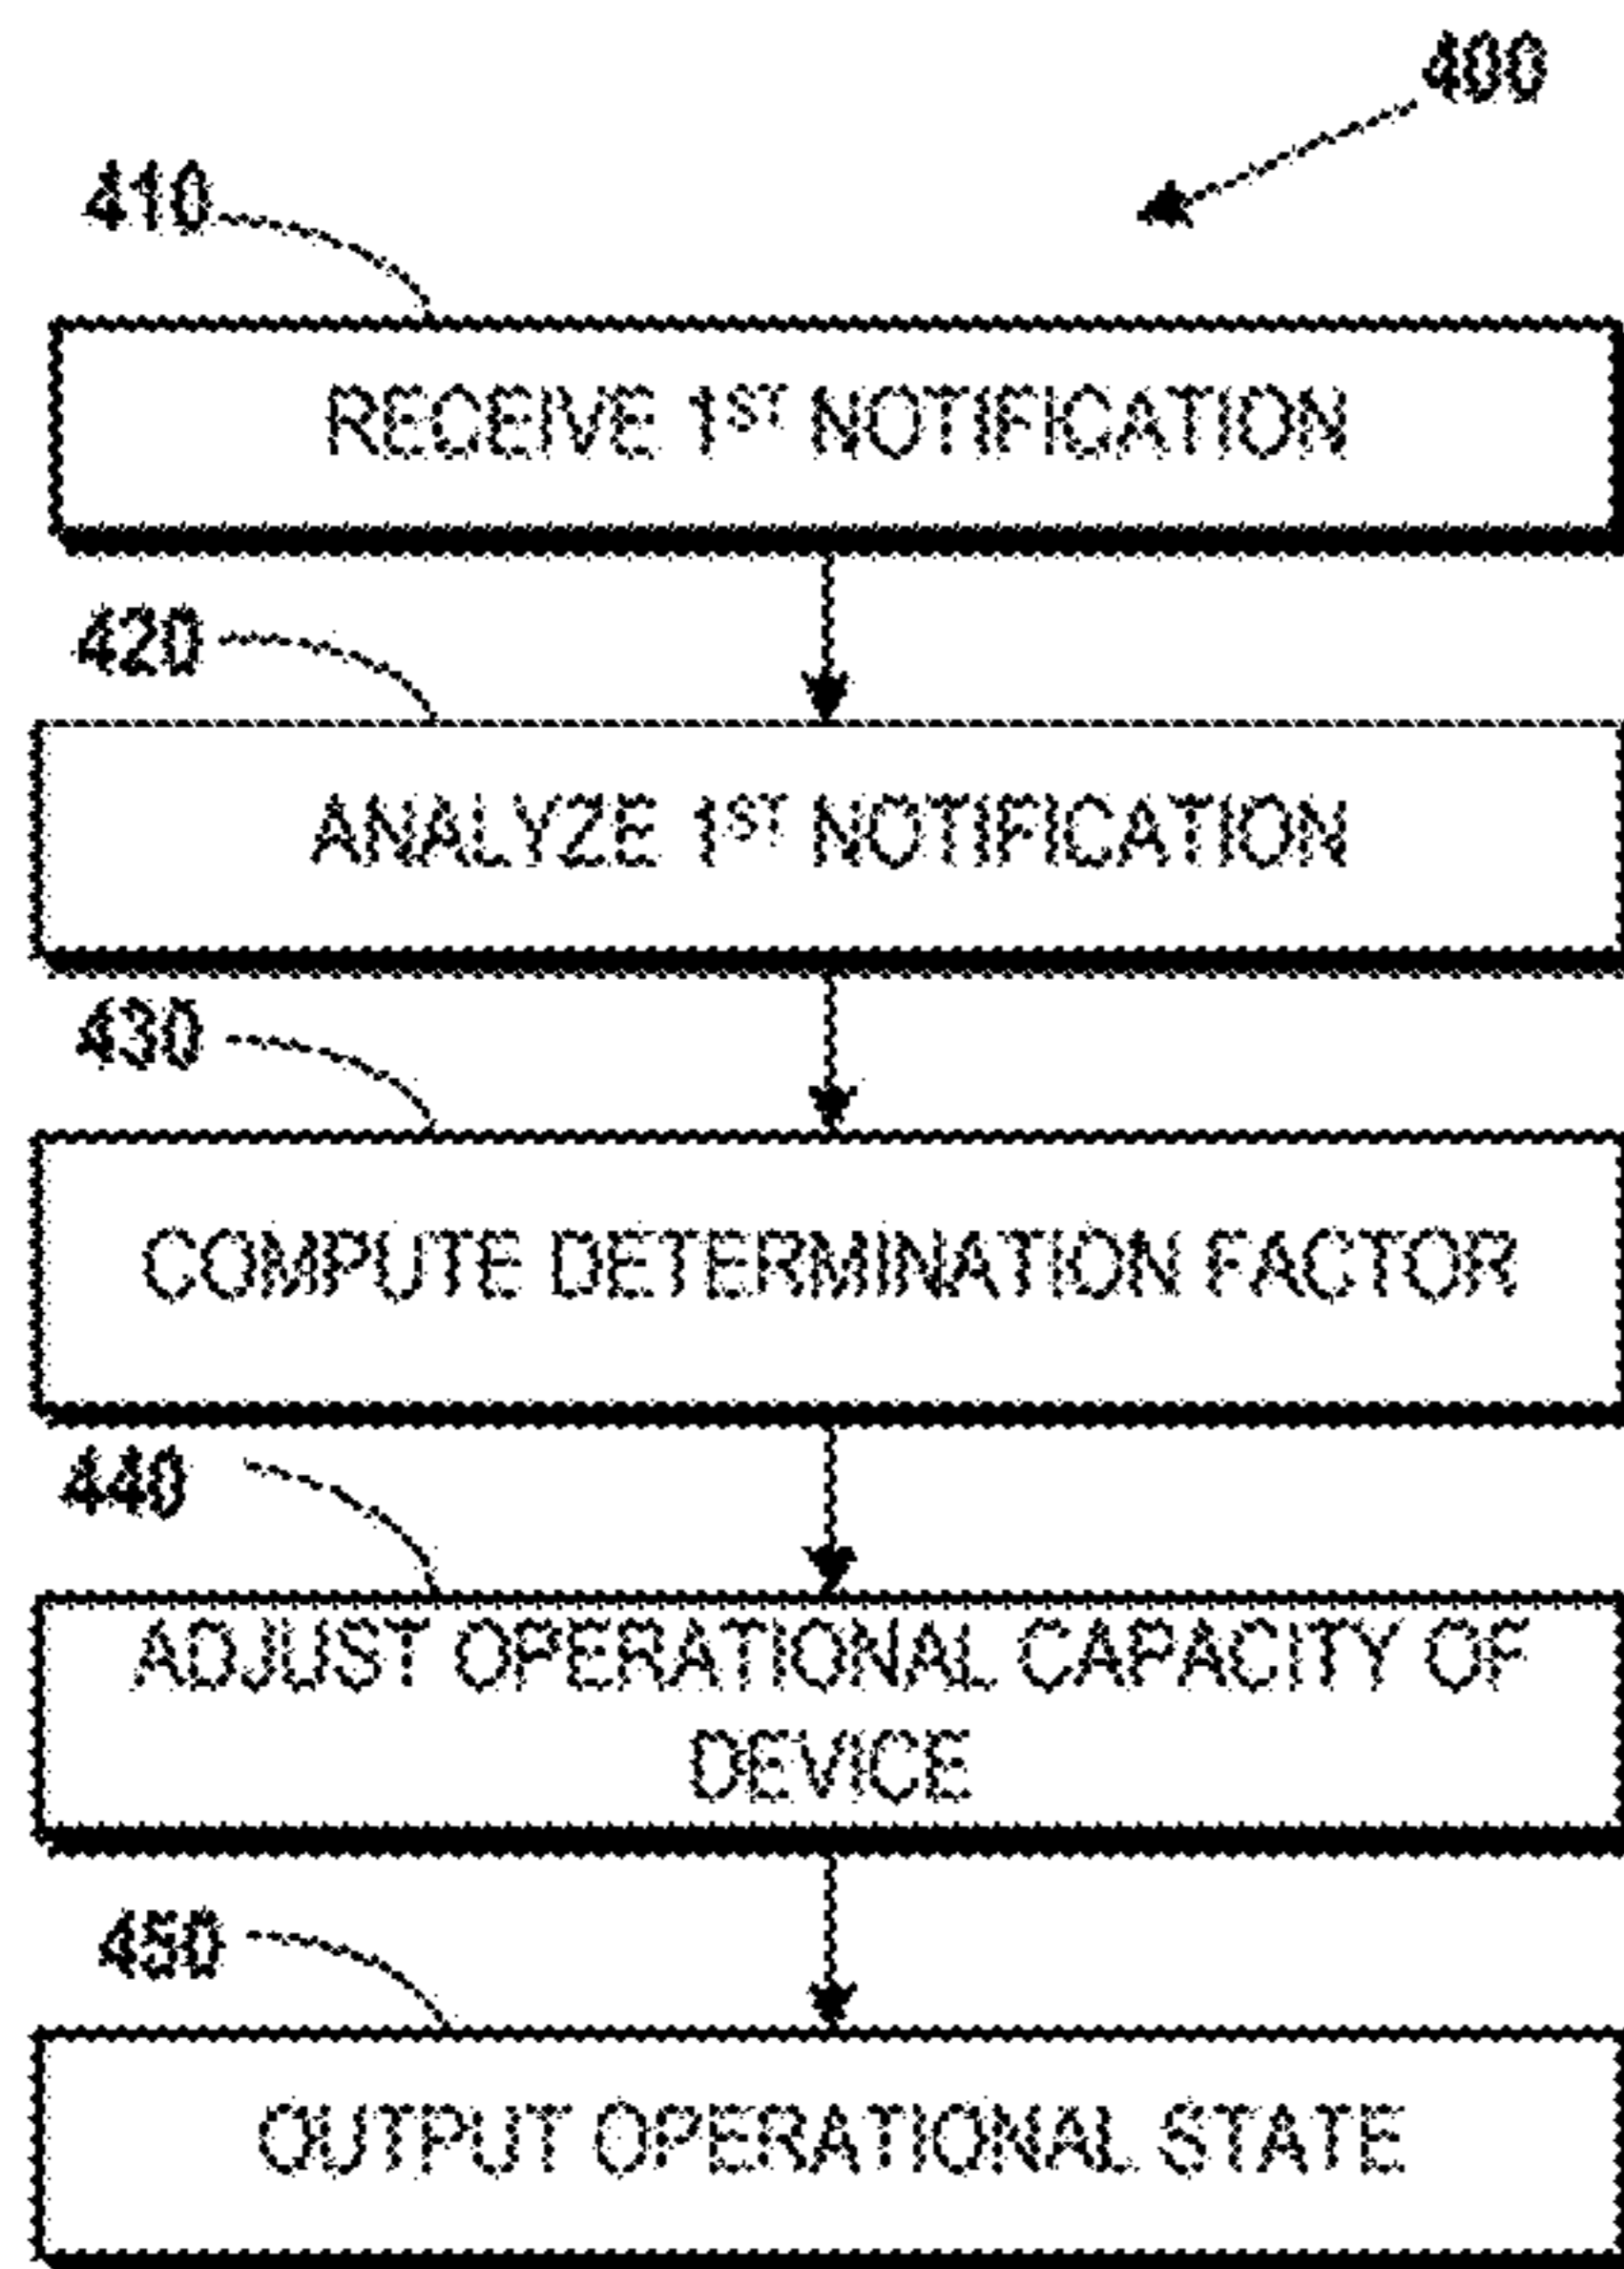 400
410
RECEIVE 1ST NOTIFICATION
420
ANALYZE 1ST NOTIFICATION
430
COMPUTE DETERMINATION FACTOR
440
ADJUST OPERATIONAL CAPACITY OF
DEVICE
450
OUTPUT OPERATIONAL STATE